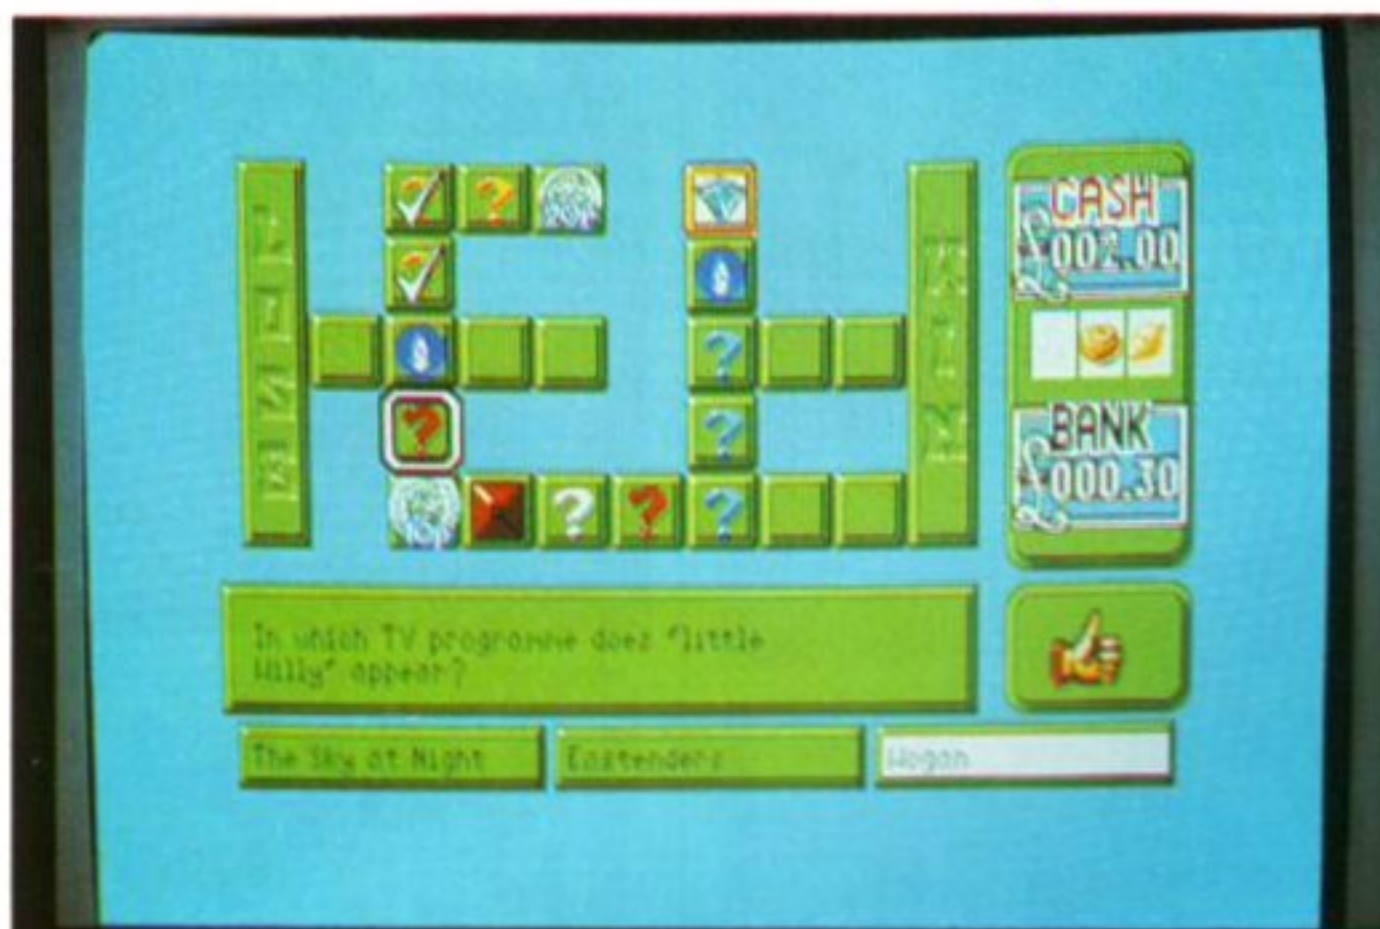 CASH
£002.00
BANK
£000.30
In which TV programme does "little
Willy" appear?
The Sky at Night
Eastenders
Wogan